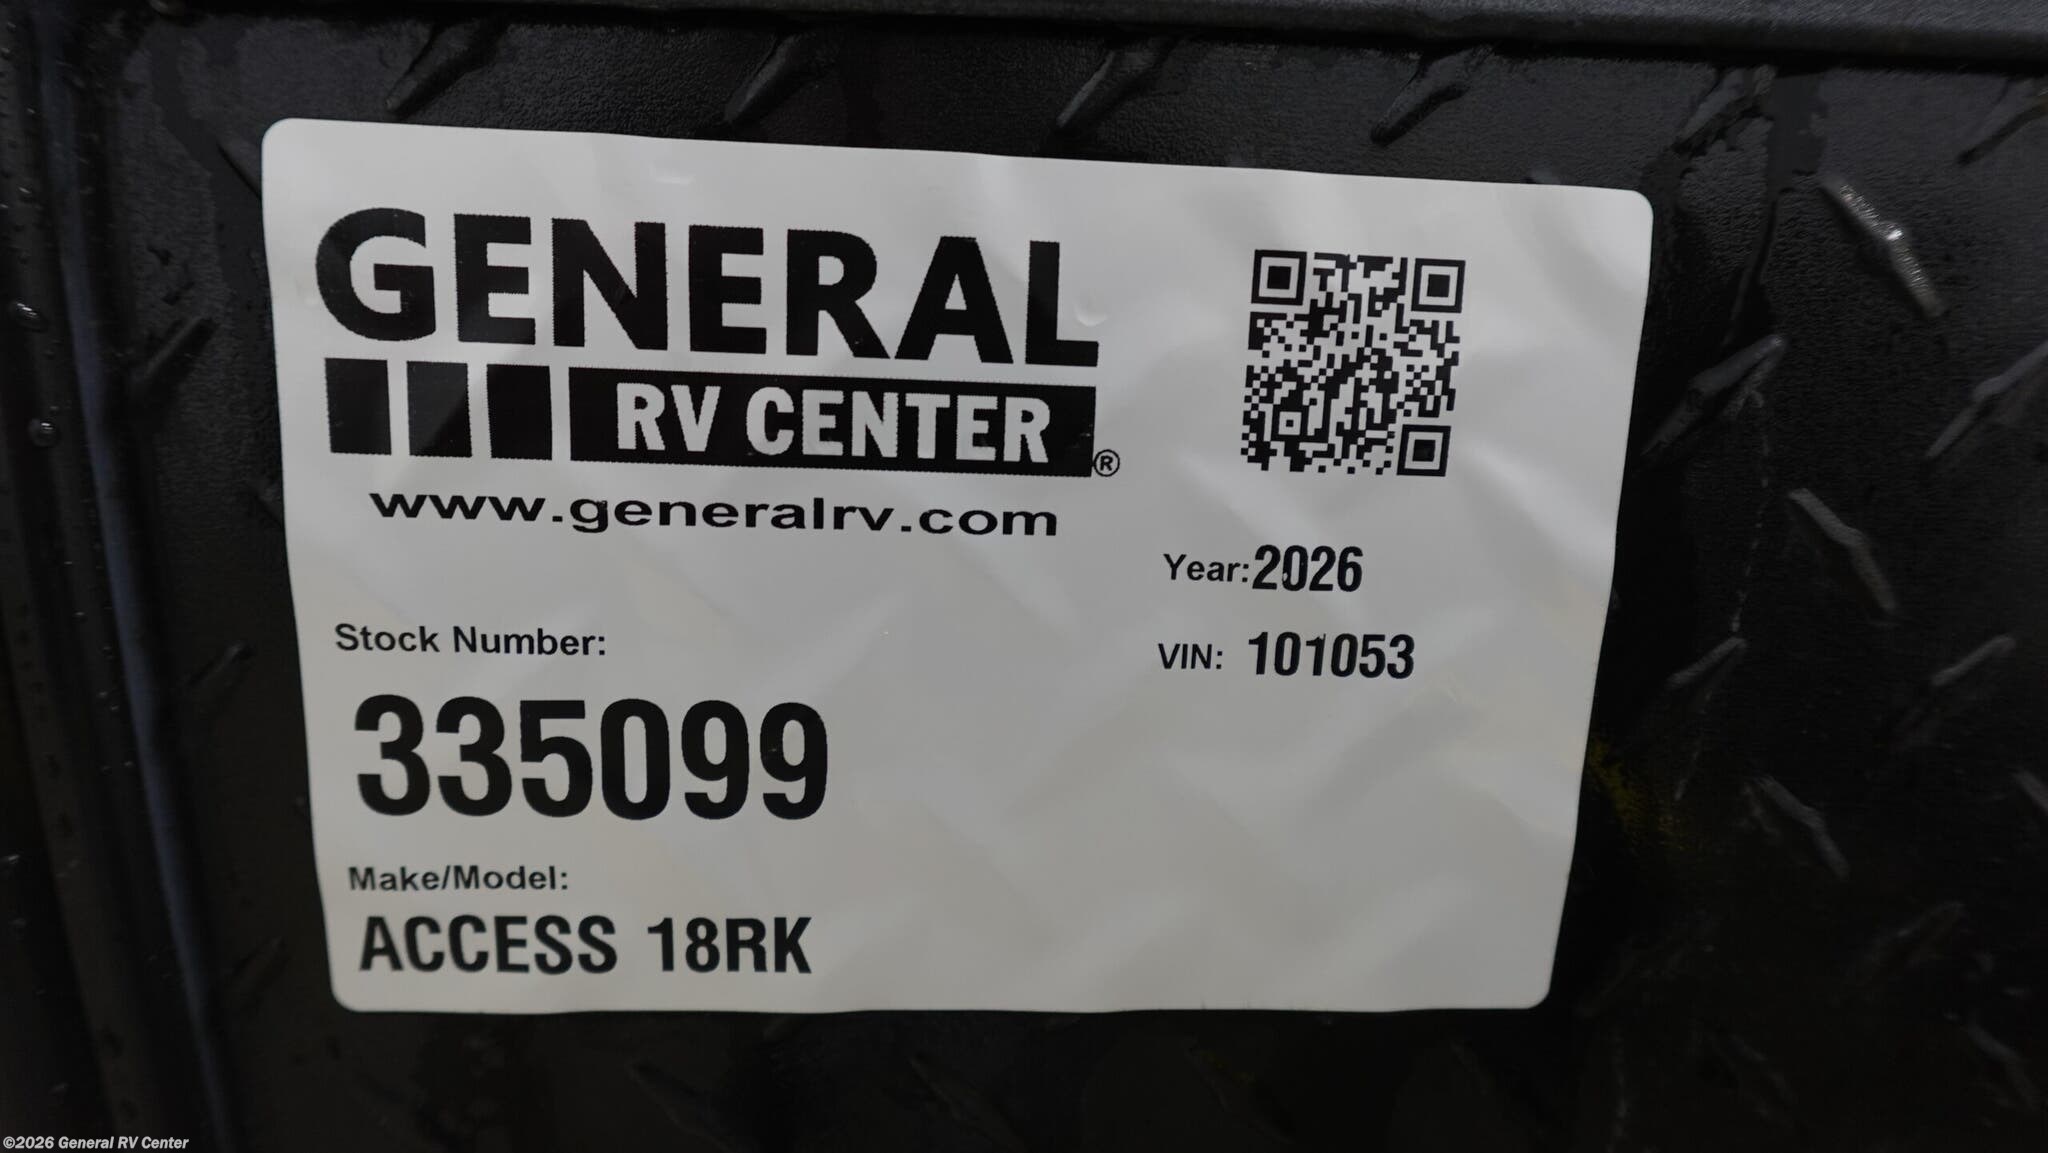 GENERAL
RV CENTER®
www.generalrv.com
Year: 2026
VIN: 101053
Stock Number:
335099
Make/Model:
ACCESS 18RK
©2026 General RV Center